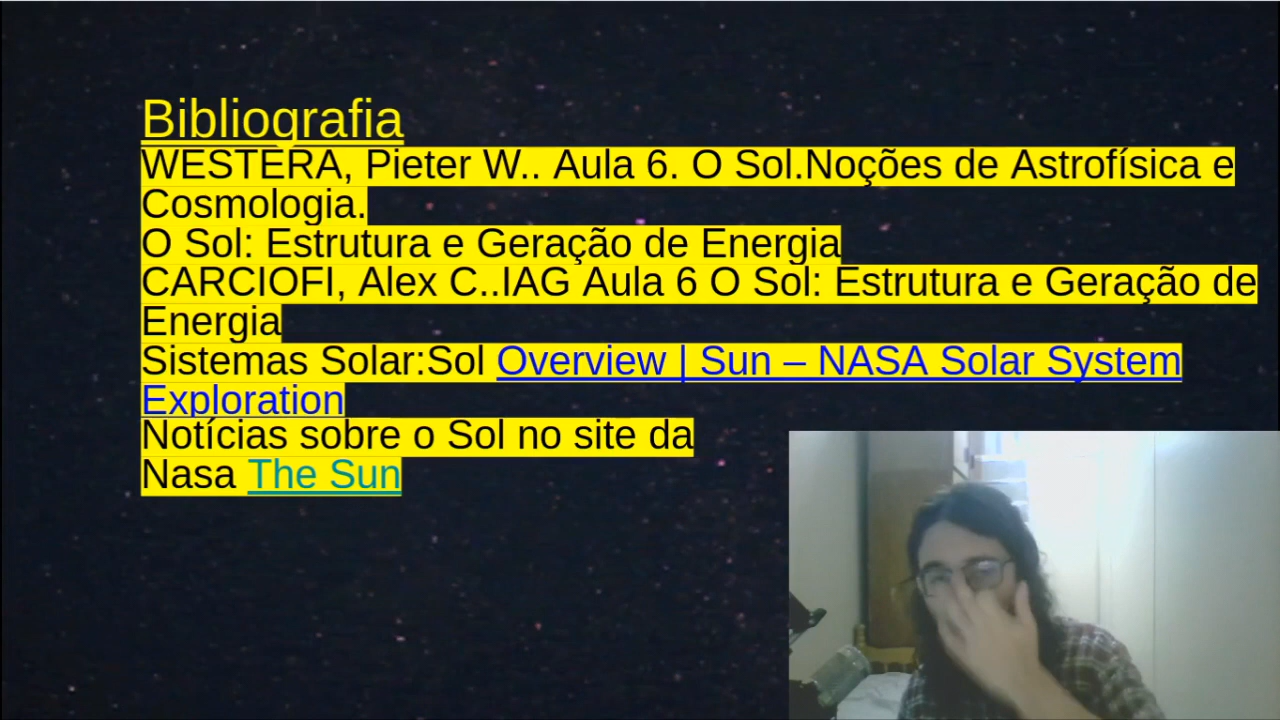 Bibliografia
WESTERA, Pieter W.. Aula 6. O Sol.Noções de Astrofísica e
Cosmologia.
O Sol: Estrutura e Geração de Energia
CARCIOFI, Alex C..IAG Aula 6 O Sol: Estrutura e Geração de
Energia
Sistemas Solar:Sol Overview | Sun – NASA Solar System
Exploration
Notícias sobre o Sol no site da
Nasa The Sun